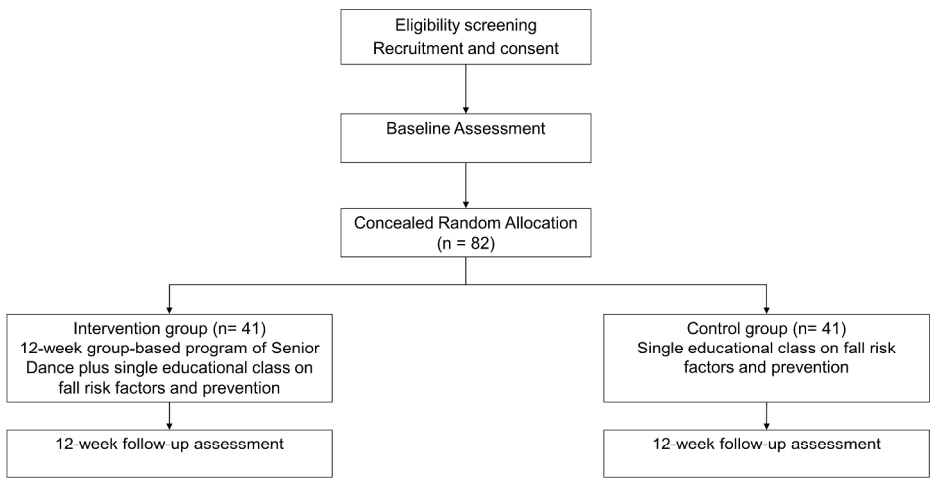 Eligibility screening
Recruitment and consent
Baseline Assessment
Concealed Random Allocation
(n = 82)
Intervention group (n= 41)
12-week group-based program of Senior
Dance plus single educational class on
fall risk factors and prevention
Control group (n= 41)
Single educational class on fall risk
factors and prevention
12-week follow-up assessment
12-week follow-up assessment